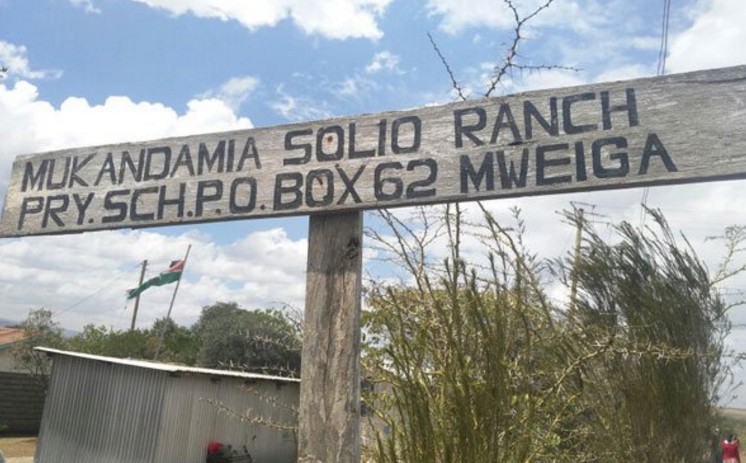 MUKANDAMIA SOLIO RANCH
PRY. SCH. P.O. BOX 62 MWEIGA